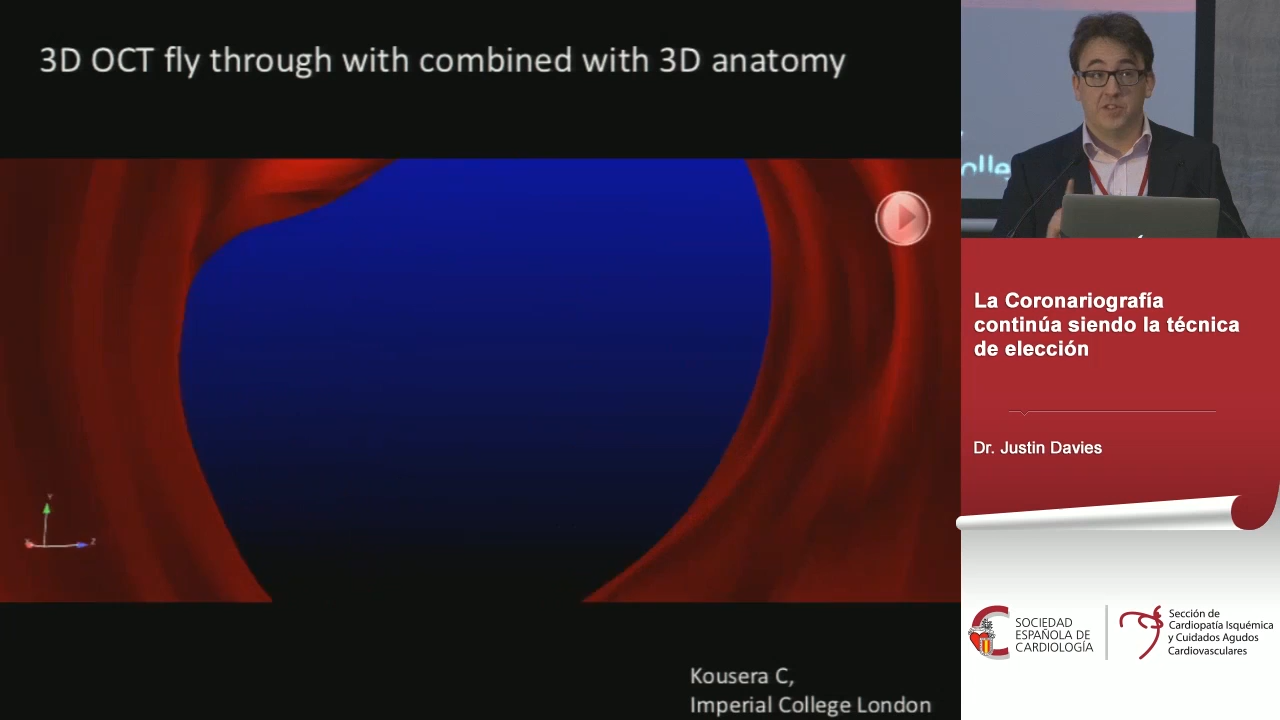 3D OCT fly through with combined with 3D anatomy
Kousera C,
Imperial College London
La Coronariografía
continúa siendo la técnica
de elección
Dr. Justin Davies
SOCIEDAD
ESPAÑOLA DE
CARDIOLOGÍA
Sección de
Cardiopatía Isquémica
y Cuidados Agudos
Cardiovasculares